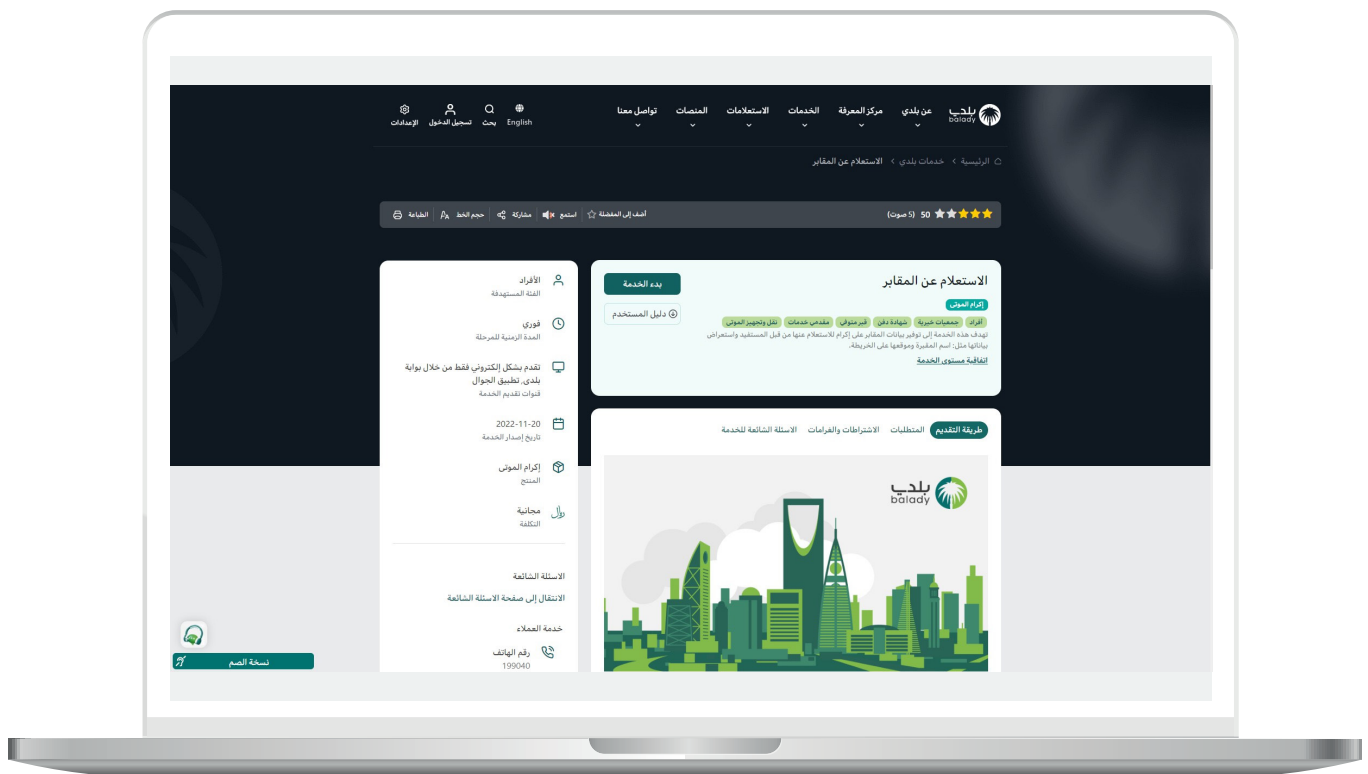 بلدي
balady
عن بلدي
مركز المعرفة
الخدمات
الاستعلامات
المنصات
تواصل معنا
English
بحث
تسجيل الدخول
الإعدادات
الرئيسية › خدمات بلدي › الاستعلام عن المقابر
50 (5 صوت)
أضف إلى المفضلة
استمع
مشاركة
حجم الخط
الطباعة
الاستعلام عن المقابر
بدء الخدمة
إكرام الموتى
دليل المستخدم
أفراد جمعيات خيرية شهادة دفن قبر متوفي مقدمي خدمات نقل وتجهيز الموتى
تهدف هذه الخدمة إلى توفير بيانات المقابر على إكرام للاستعلام عنها من قبل المستفيد واستعراض
بياناتها مثل: اسم المقبرة وموقعها على الخريطة.
اتفاقية مستوى الخدمة
طريقة التقديم
المتطلبات
الاشتراطات والغرامات
الاسئلة الشائعة للخدمة
بلدي
balady
الأفراد
الفئة المستهدفة
فوري
المدة الزمنية للمرحلة
تقدم بشكل إلكتروني فقط من خلال بوابة
بلدي, تطبيق الجوال
قنوات تقديم الخدمة
2022-11-20
تاريخ إصدار الخدمة
إكرام الموتى
المنتج
ريال
مجانية
التكلفة
الاسئلة الشائعة
الانتقال إلى صفحة الاسئلة الشائعة
خدمة العملاء
رقم الهاتف
199040
نسخة الصم